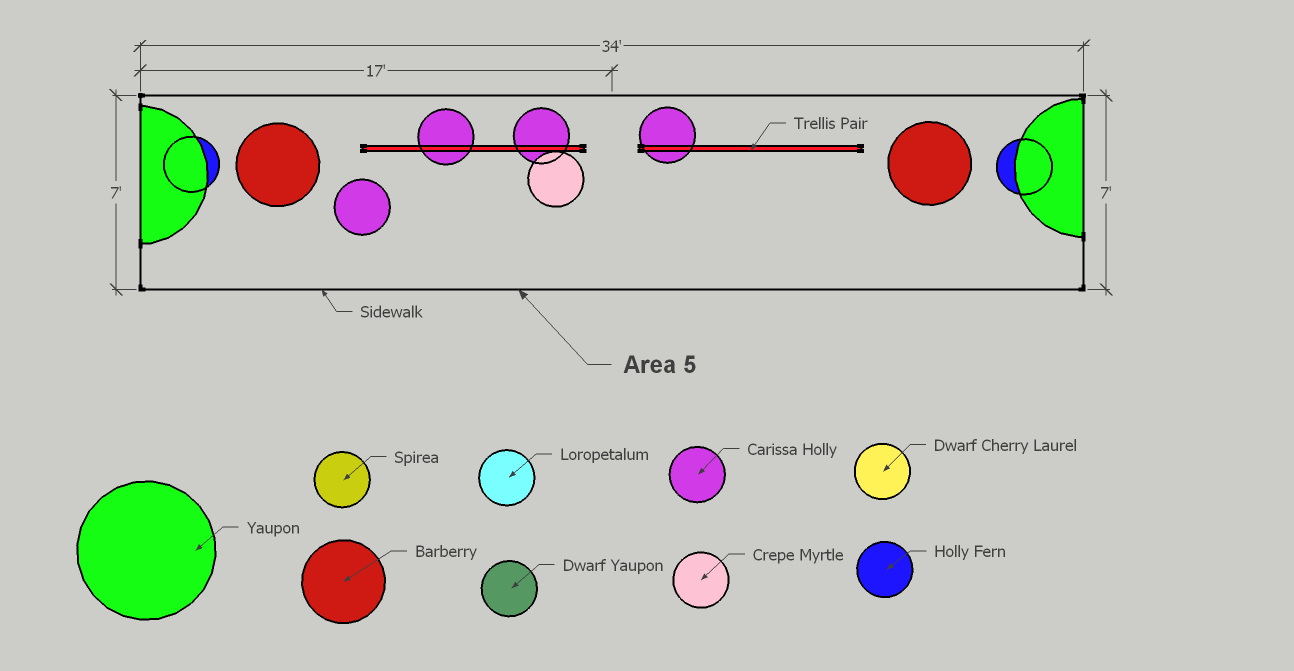 34'
17'
Trellis Pair
7'
7'
Sidewalk
Area 5
Spirea
Loropetalum
Carissa Holly
Dwarf Cherry Laurel
Yaupon
Barberry
Dwarf Yaupon
Crepe Myrtle
Holly Fern